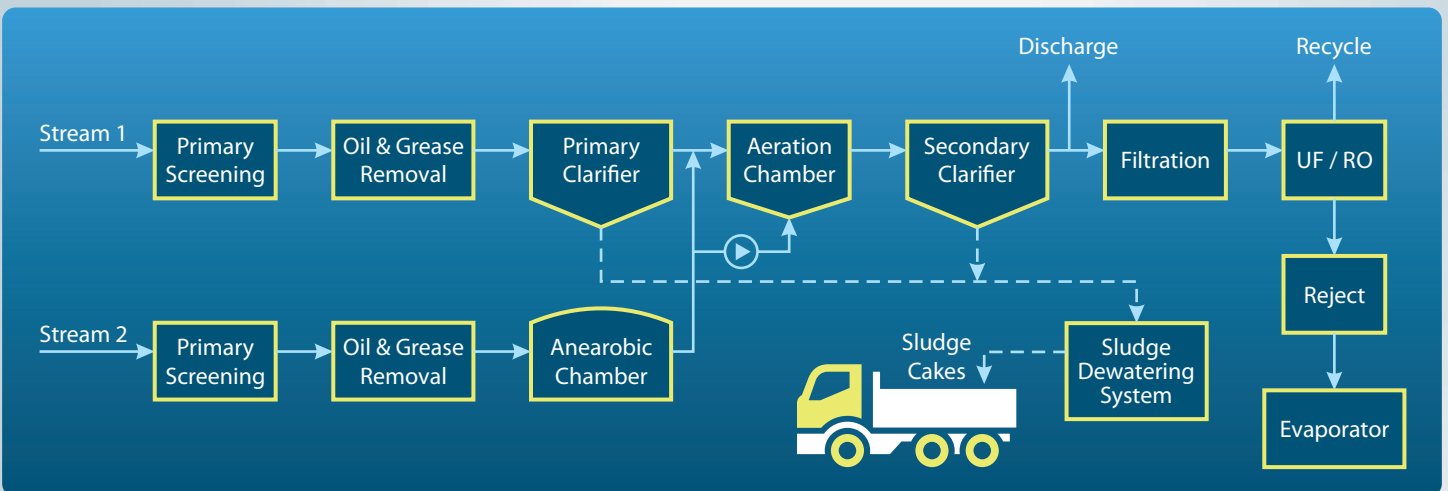 Discharge
Recycle
Stream 1
Primary
Screening
Oil & Grease
Removal
Primary
Clarifier
Aeration
Chamber
Secondary
Clarifier
Filtration
UF / RO
Reject
Stream 2
Primary
Screening
Oil & Grease
Removal
Anearobic
Chamber
Sludge
Cakes
Sludge
Dewatering
System
Evaporator